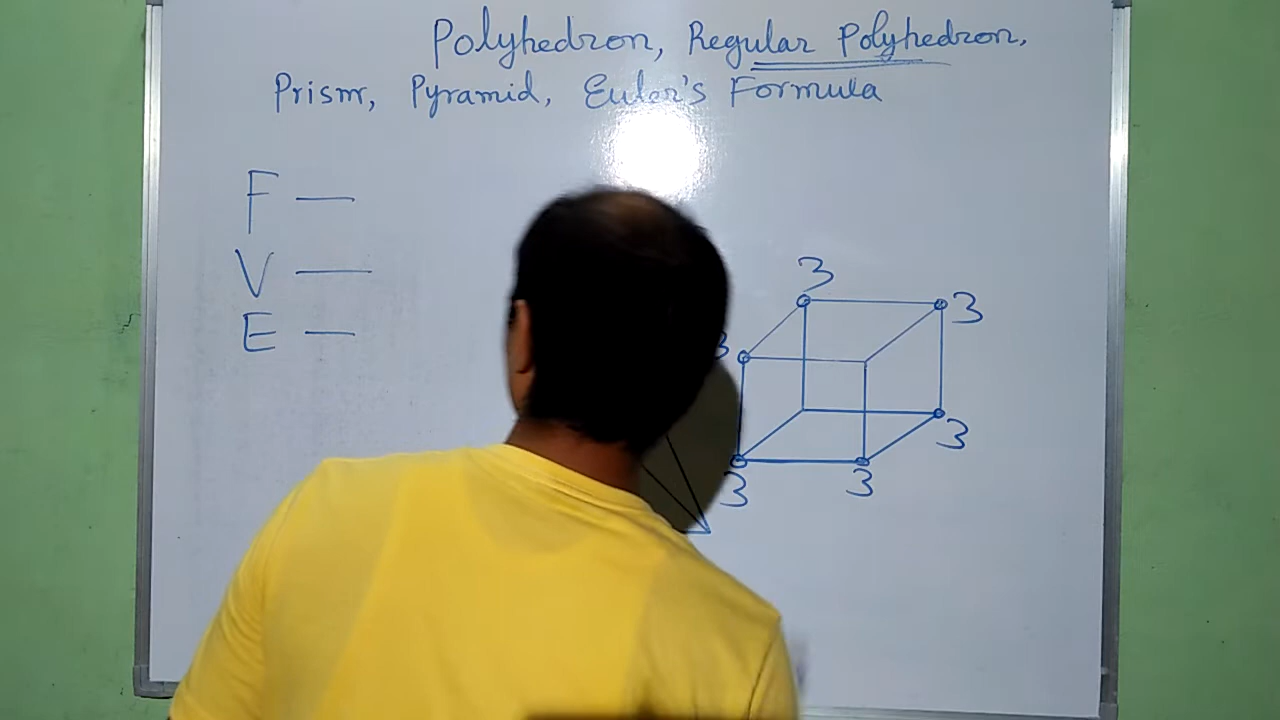 Polyhedron, Regular Polyhedron,
Prism, Pyramid, Euler's Formula
F —
V —
E —
3
3
3
3
3
3